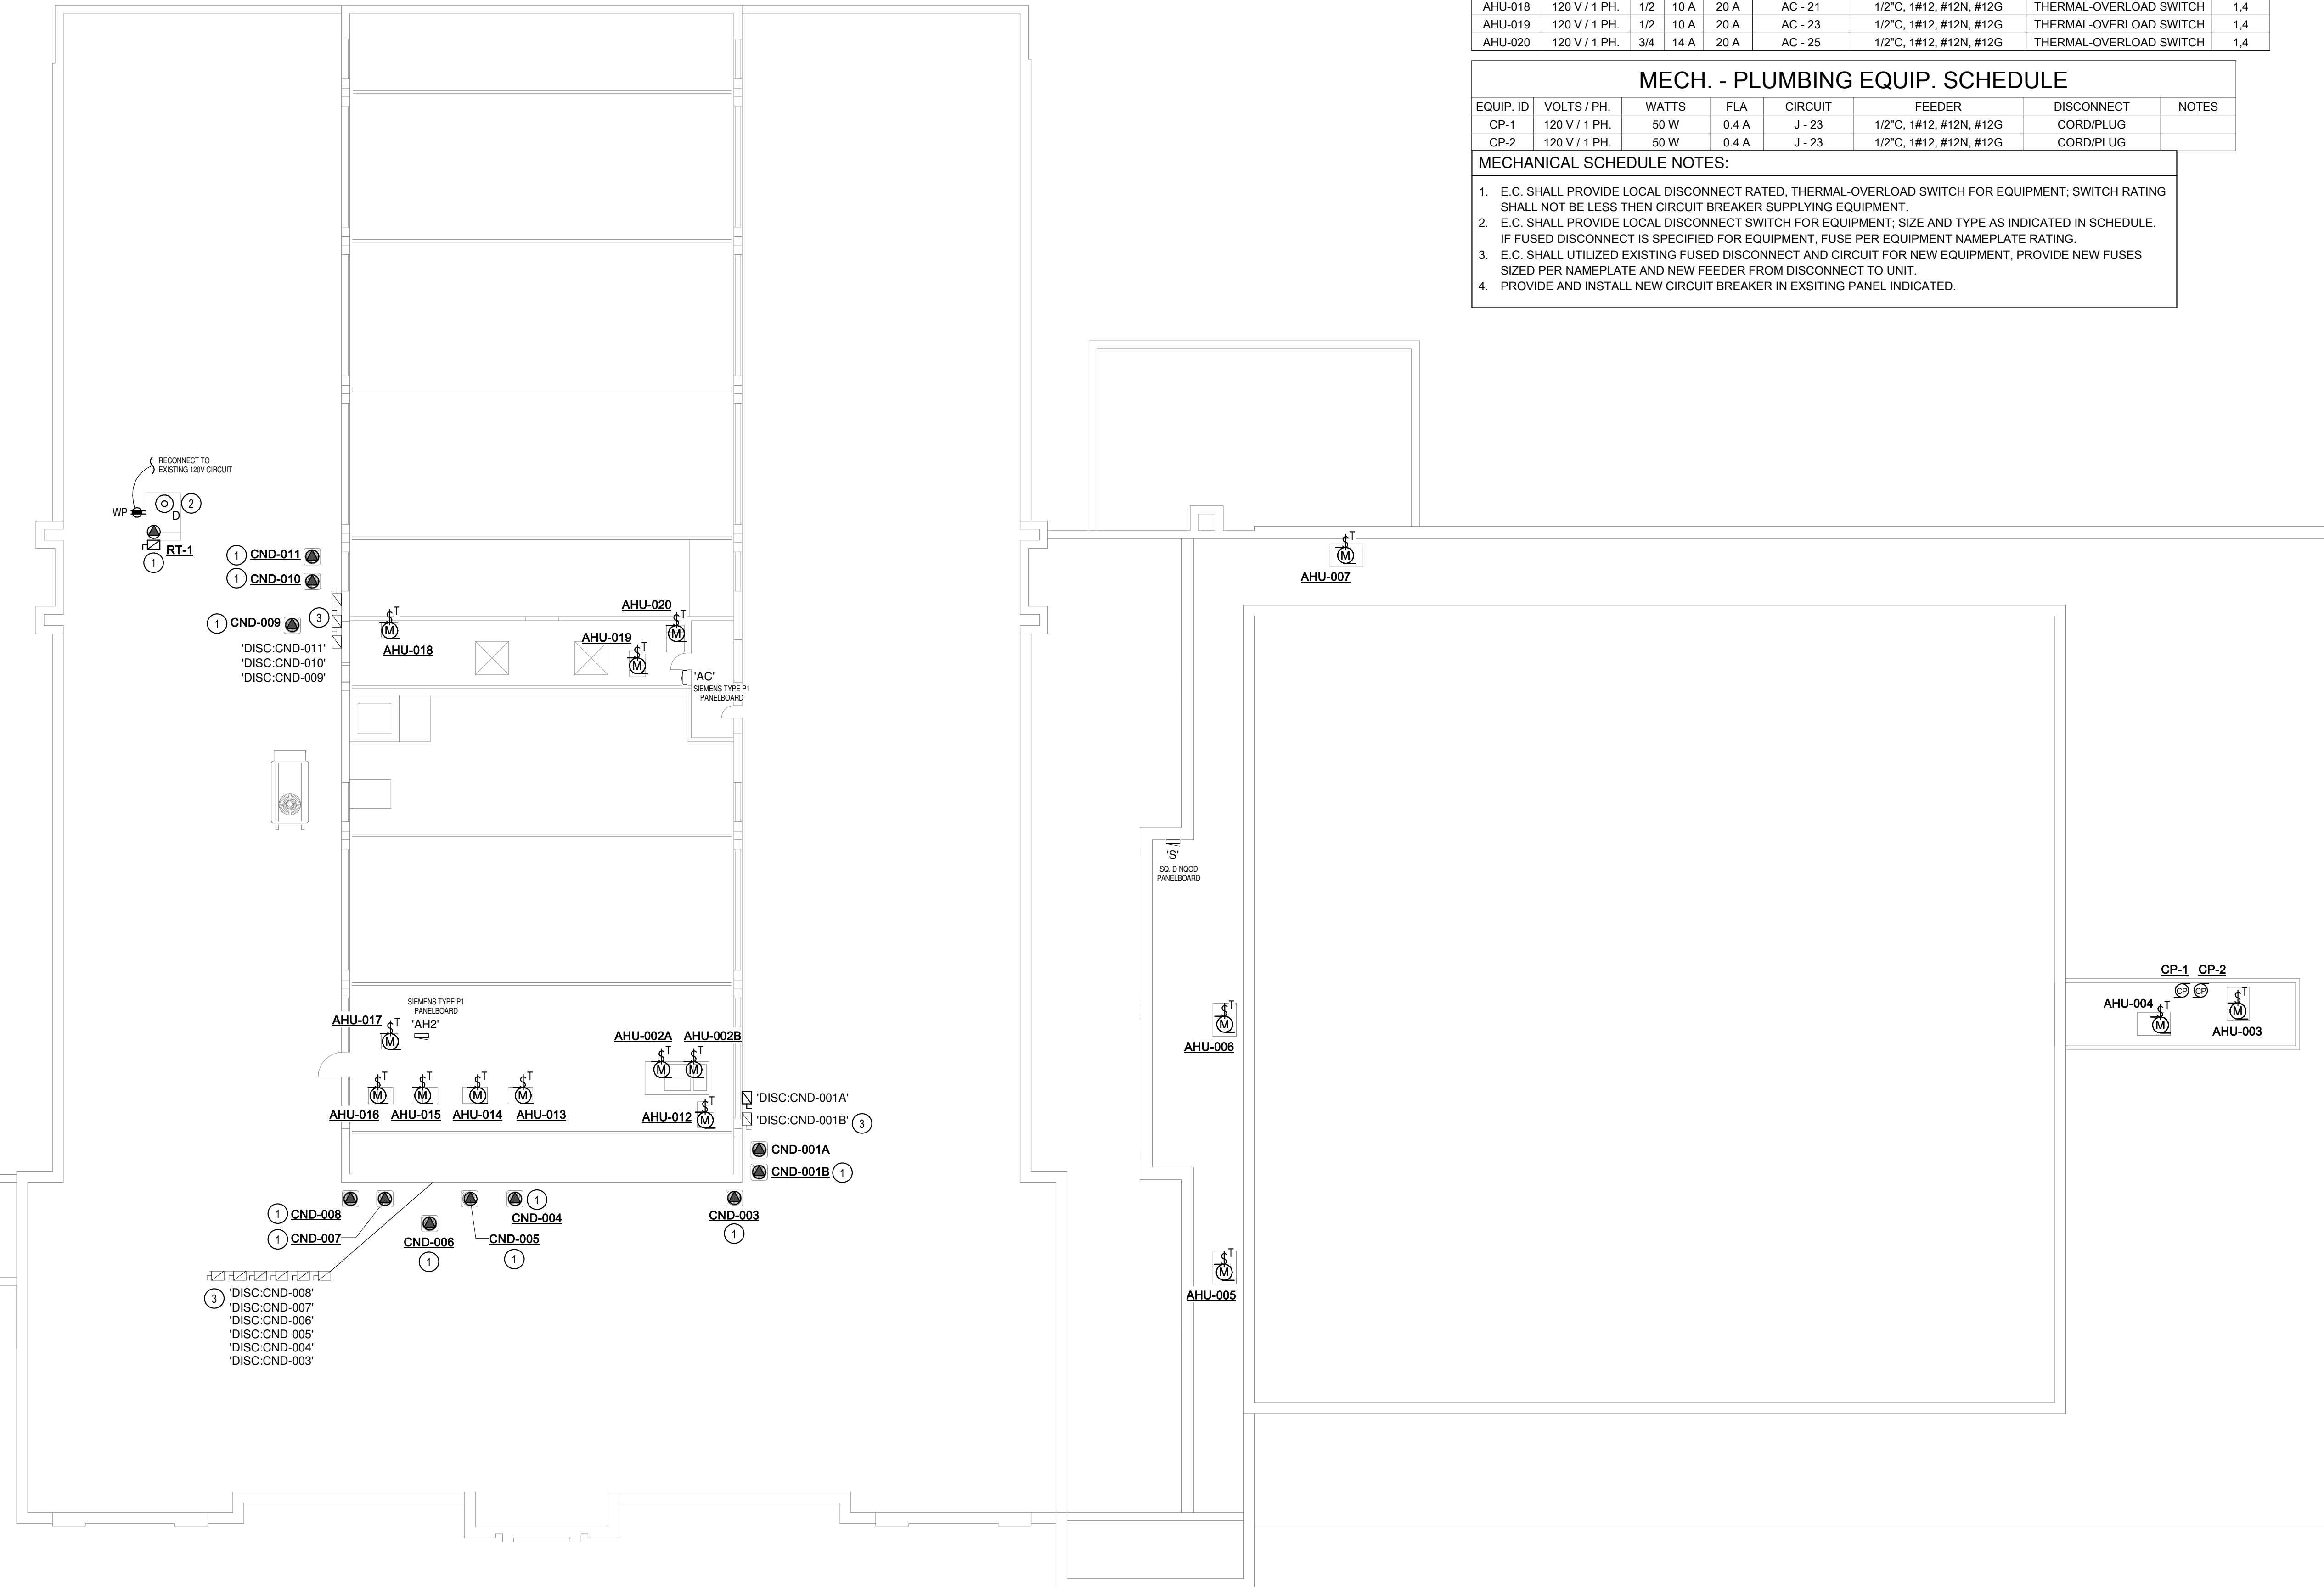 AHU-018 120 V / 1 PH. 1/2 10 A 20 A AC - 21 1/2"C, 1#12, #12N, #12G THERMAL-OVERLOAD SWITCH 1,4
AHU-019 120 V / 1 PH. 1/2 10 A 20 A AC - 23 1/2"C, 1#12, #12N, #12G THERMAL-OVERLOAD SWITCH 1,4
AHU-020 120 V / 1 PH. 3/4 14 A 20 A AC - 25 1/2"C, 1#12, #12N, #12G THERMAL-OVERLOAD SWITCH 1,4
MECH. - PLUMBING EQUIP. SCHEDULE
EQUIP. ID VOLTS / PH. WATTS FLA CIRCUIT FEEDER DISCONNECT NOTES
CP-1 120 V / 1 PH. 50 W 0.4 A J - 23 1/2"C, 1#12, #12N, #12G CORD/PLUG
CP-2 120 V / 1 PH. 50 W 0.4 A J - 23 1/2"C, 1#12, #12N, #12G CORD/PLUG
MECHANICAL SCHEDULE NOTES:
1. E.C. SHALL PROVIDE LOCAL DISCONNECT RATED, THERMAL-OVERLOAD SWITCH FOR EQUIPMENT; SWITCH RATING
SHALL NOT BE LESS THEN CIRCUIT BREAKER SUPPLYING EQUIPMENT.
2. E.C. SHALL PROVIDE LOCAL DISCONNECT SWITCH FOR EQUIPMENT; SIZE AND TYPE AS INDICATED IN SCHEDULE.
IF FUSED DISCONNECT IS SPECIFIED FOR EQUIPMENT, FUSE PER EQUIPMENT NAMEPLATE RATING.
3. E.C. SHALL UTILIZED EXISTING FUSED DISCONNECT AND CIRCUIT FOR NEW EQUIPMENT, PROVIDE NEW FUSES
SIZED PER NAMEPLATE AND NEW FEEDER FROM DISCONNECT TO UNIT.
4. PROVIDE AND INSTALL NEW CIRCUIT BREAKER IN EXSITING PANEL INDICATED.
RECONNECT TO
EXISTING 120V CIRCUIT
WP
2
D
RT-1
1
1 CND-011
1 CND-010
1 CND-009
3
'DISC:CND-011'
'DISC:CND-010'
'DISC:CND-009'
$T
M
AHU-018
AHU-019
$T
M
AHU-020
$T
M
'AC'
SIEMENS TYPE P1
PANELBOARD
$T
M
AHU-007
'S'
SQ. D NQOD
PANELBOARD
CP-1 CP-2
CP CP
AHU-004
$T
M
$T
M
AHU-003
$T
M
AHU-006
$T
M
AHU-005
SIEMENS TYPE P1
PANELBOARD
'AH2'
AHU-017
$T
M
AHU-002A AHU-002B
$T $T
M M
$T $T $T $T
M M M M
AHU-016 AHU-015 AHU-014 AHU-013
AHU-012
$T
M
'DISC:CND-001A'
'DISC:CND-001B' 3
CND-001A
CND-001B 1
1 CND-008
1 CND-007
CND-006
1
CND-005
1
1
CND-004
CND-003
1
3
'DISC:CND-008'
'DISC:CND-007'
'DISC:CND-006'
'DISC:CND-005'
'DISC:CND-004'
'DISC:CND-003'